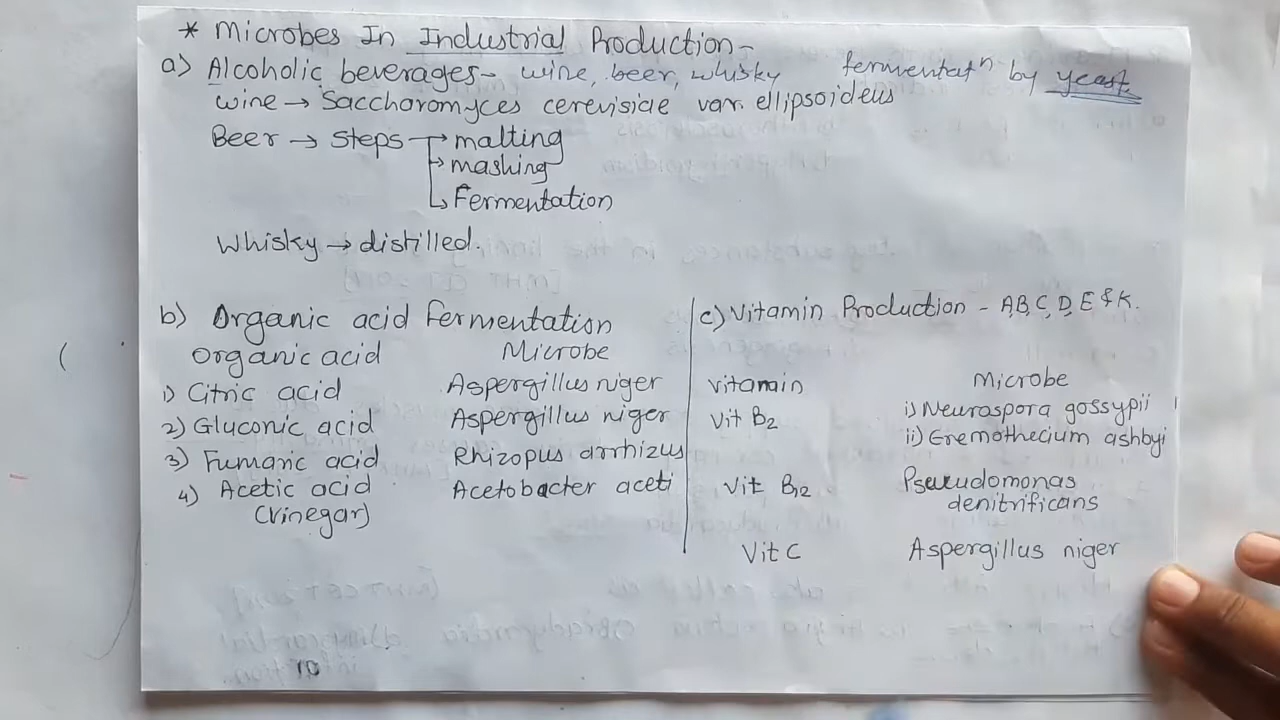 * Microbes In Industrial Production-
a) Alcoholic beverages- wine, beer, whisky fermentatⁿ by yeast.
wine → Saccharomyces cerevisiae var. ellipsoideus
Beer → Steps → malting
→ mashing
→ Fermentation
Whisky → distilled.
b) Organic acid fermentation
Organic acid Microbe
1) Citric acid Aspergillus niger
2) Gluconic acid Aspergillus niger
3) Fumaric acid Rhizopus arrhizus
4) Acetic acid Acetobacter aceti
(Vinegar)
c) Vitamin Production - A, B, C, D, E & K.
Vitamin Microbe
Vit B₂ i) Neurospora gossypii
ii) Eremothecium ashbyi
Vit B₁₂ Pseudomonas
denitrificans
Vit C Aspergillus niger